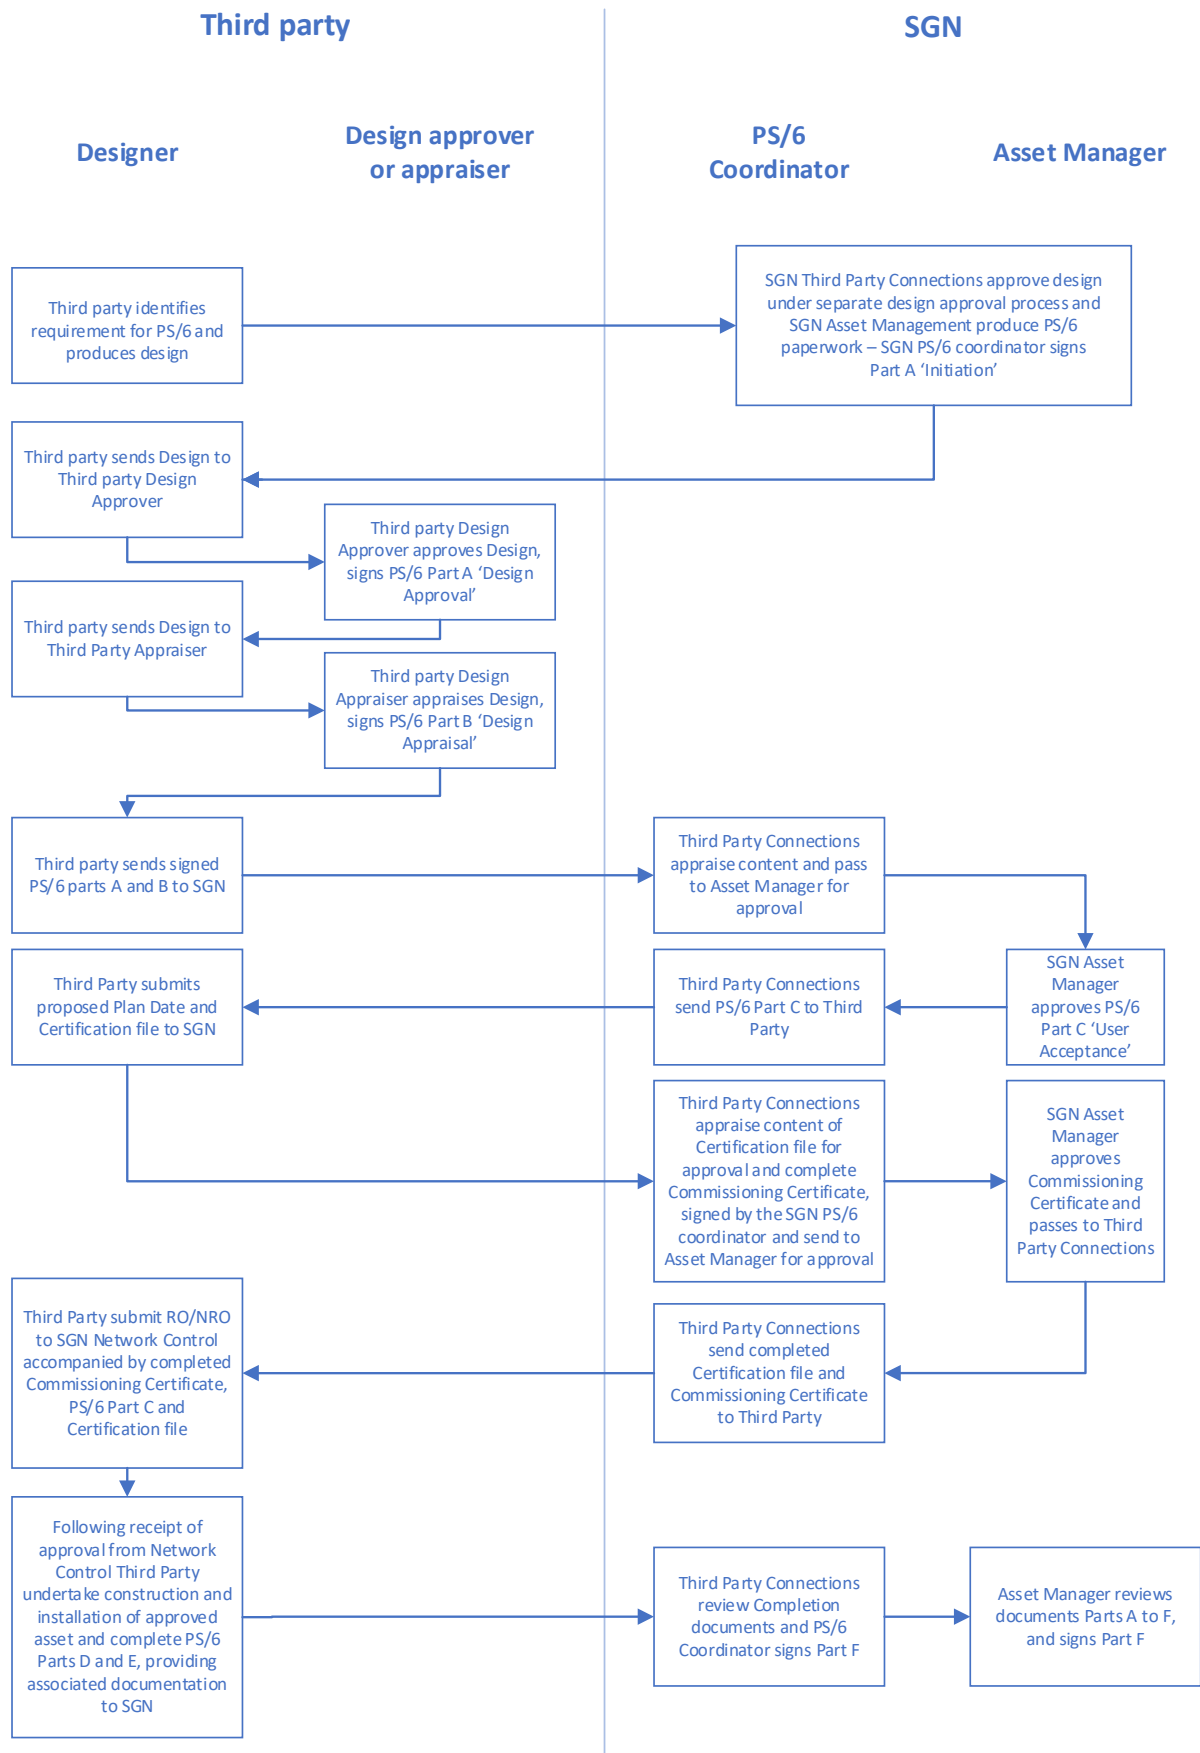 Third party
SGN
Designer
Design approver
or appraiser
PS/6
Coordinator
Asset Manager
Third party identifies
requirement for PS/6 and
produces design
SGN Third Party Connections approve design
under separate design approval process and
SGN Asset Management produce PS/6
paperwork – SGN PS/6 coordinator signs
Part A ‘Initiation’
Third party sends Design to
Third party Design
Approver
Third party Design
Approver approves Design,
signs PS/6 Part A ‘Design
Approval’
Third party sends Design to
Third Party Appraiser
Third party Design
Appraiser appraises Design,
signs PS/6 Part B ‘Design
Appraisal’
Third party sends signed
PS/6 parts A and B to SGN
Third Party Connections
appraise content and pass
to Asset Manager for
approval
SGN Asset
Manager
approves PS/6
Part C ‘User
Acceptance’
Third Party Connections
send PS/6 Part C to Third
Party
Third Party submits
proposed Plan Date and
Certification file to SGN
Third Party Connections
appraise content of
Certification file for
approval and complete
Commissioning Certificate,
signed by the SGN PS/6
coordinator and send to
Asset Manager for approval
SGN Asset
Manager
approves
Commissioning
Certificate and
passes to Third
Party Connections
Third Party Connections
send completed
Certification file and
Commissioning Certificate
to Third Party
Third Party submit RO/NRO
to SGN Network Control
accompanied by completed
Commissioning Certificate,
PS/6 Part C and
Certification file
Following receipt of
approval from Network
Control Third Party
undertake construction and
installation of approved
asset and complete PS/6
Parts D and E, providing
associated documentation
to SGN
Third Party Connections
review Completion
documents and PS/6
Coordinator signs Part F
Asset Manager reviews
documents Parts A to F,
and signs Part F